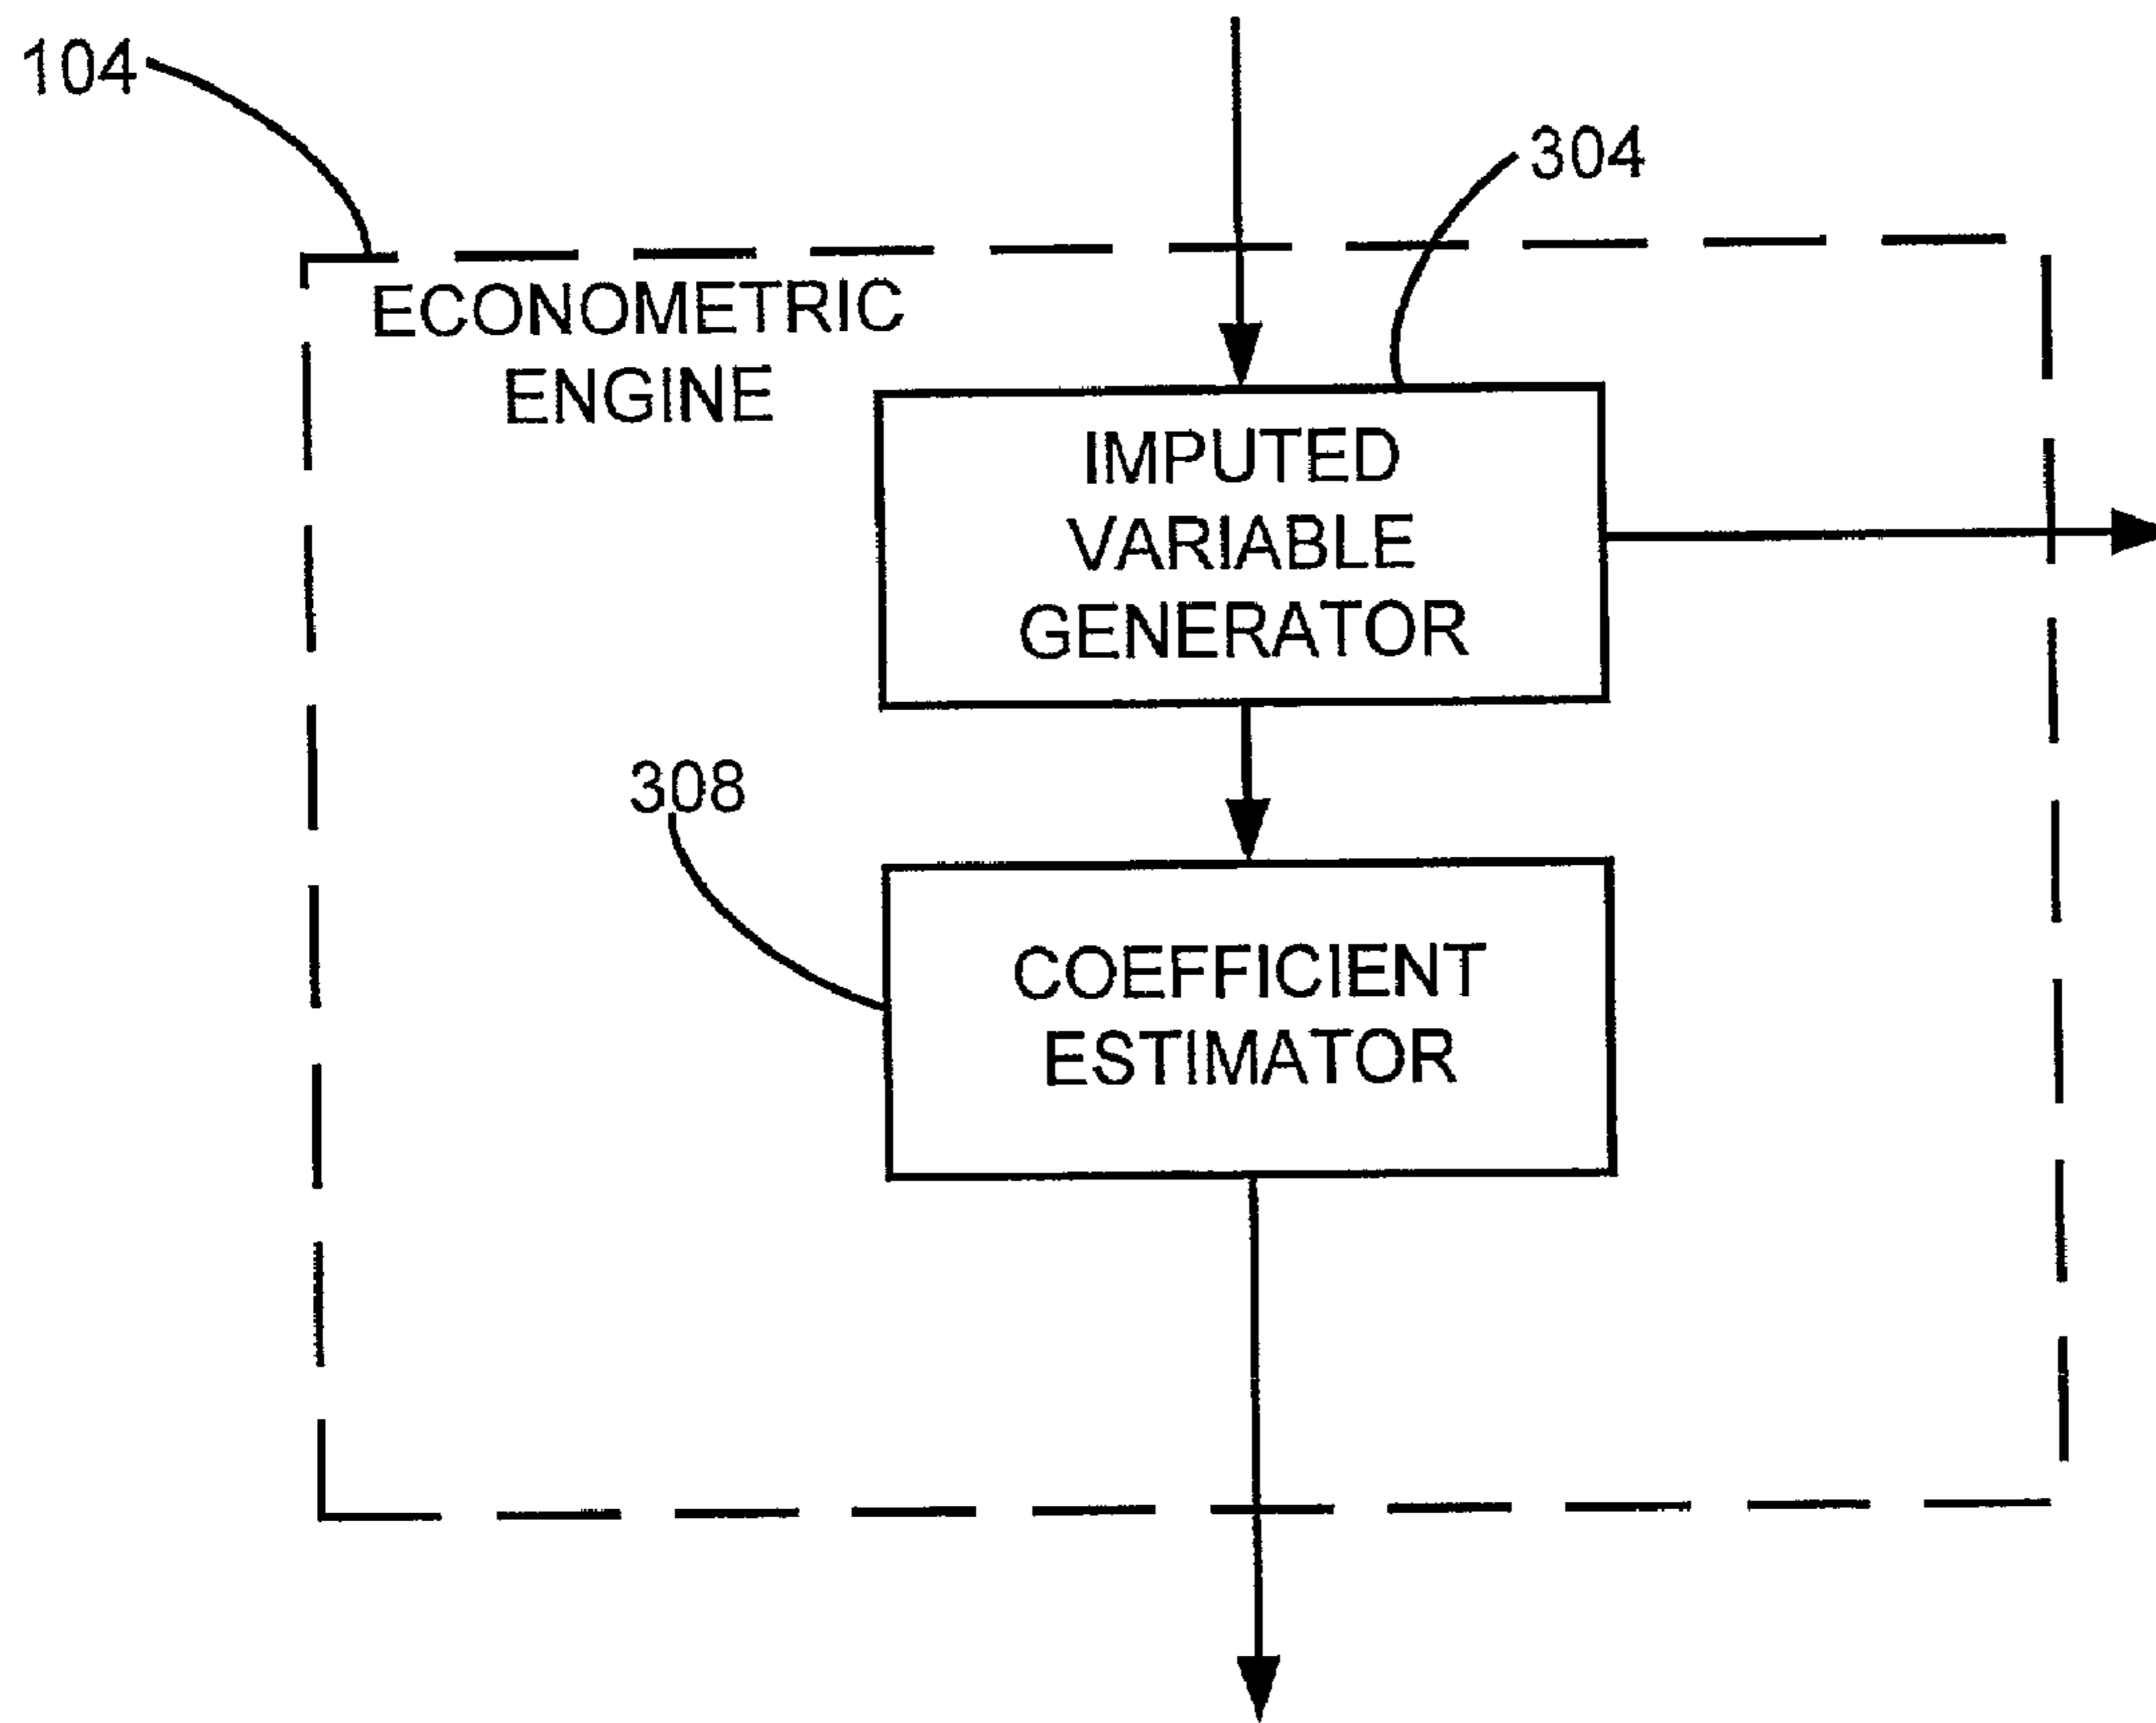 104
304
ECONOMETRIC
ENGINE
IMPUTED
VARIABLE
GENERATOR
308
COEFFICIENT
ESTIMATOR